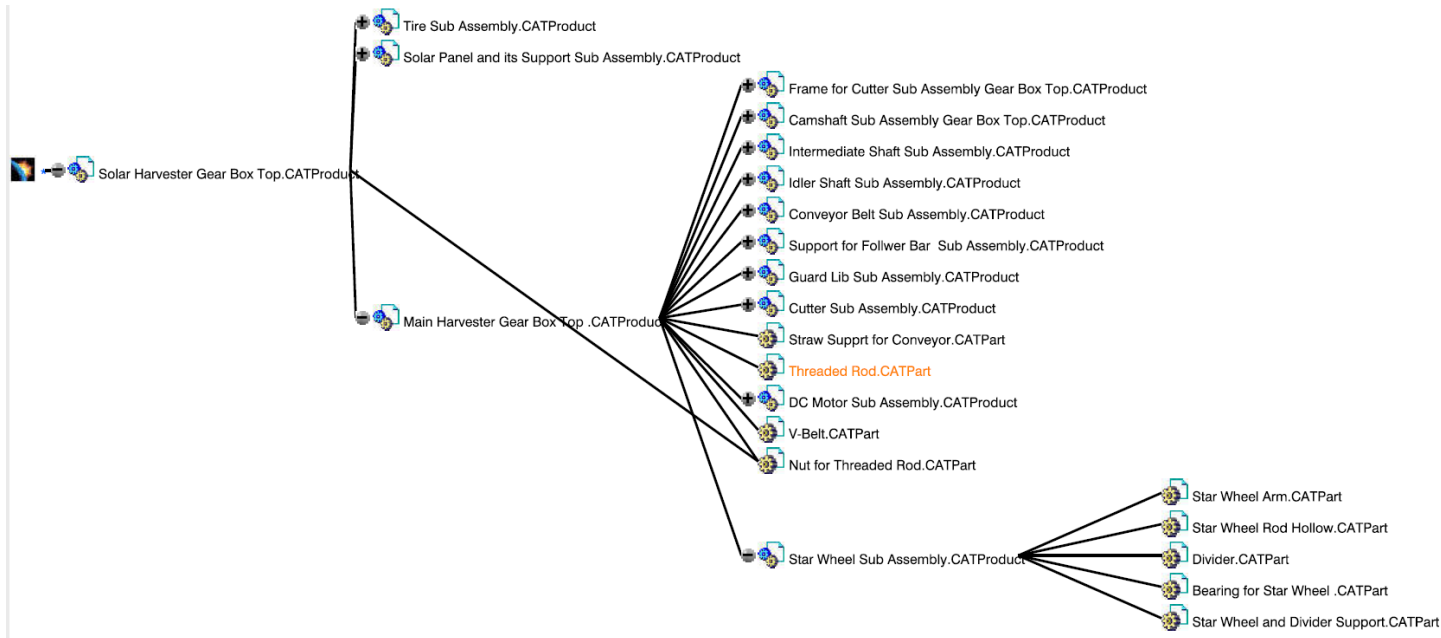 Tire Sub Assembly.CATProduct
Solar Panel and its Support Sub Assembly.CATProduct
Frame for Cutter Sub Assembly Gear Box Top.CATProduct
Camshaft Sub Assembly Gear Box Top.CATProduct
Intermediate Shaft Sub Assembly.CATProduct
Solar Harvester Gear Box Top.CATProduct
Idler Shaft Sub Assembly.CATProduct
Conveyor Belt Sub Assembly.CATProduct
Support for Follwer Bar  Sub Assembly.CATProduct
Guard Lib Sub Assembly.CATProduct
Cutter Sub Assembly.CATProduct
Main Harvester Gear Box Top .CATProduct
Straw Supprt for Conveyor.CATPart
Threaded Rod.CATPart
DC Motor Sub Assembly.CATProduct
V-Belt.CATPart
Nut for Threaded Rod.CATPart
Star Wheel Arm.CATPart
Star Wheel Rod Hollow.CATPart
Star Wheel Sub Assembly.CATProduct
Divider.CATPart
Bearing for Star Wheel .CATPart
Star Wheel and Divider Support.CATPart